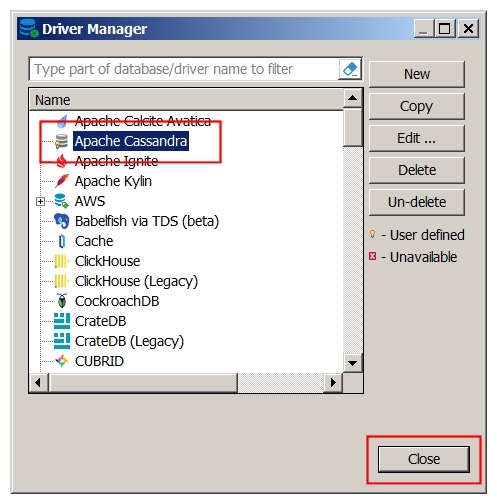 Driver Manager
Type part of database/driver name to filter
Name
Apache Calcite Avatica
Apache Cassandra
Apache Ignite
Apache Kylin
AWS
Babelfish via TDS (beta)
Cache
ClickHouse
ClickHouse (Legacy)
CockroachDB
CrateDB
CrateDB (Legacy)
CUBRID
New
Copy
Edit ...
Delete
Un-delete
- User defined
- Unavailable
Close